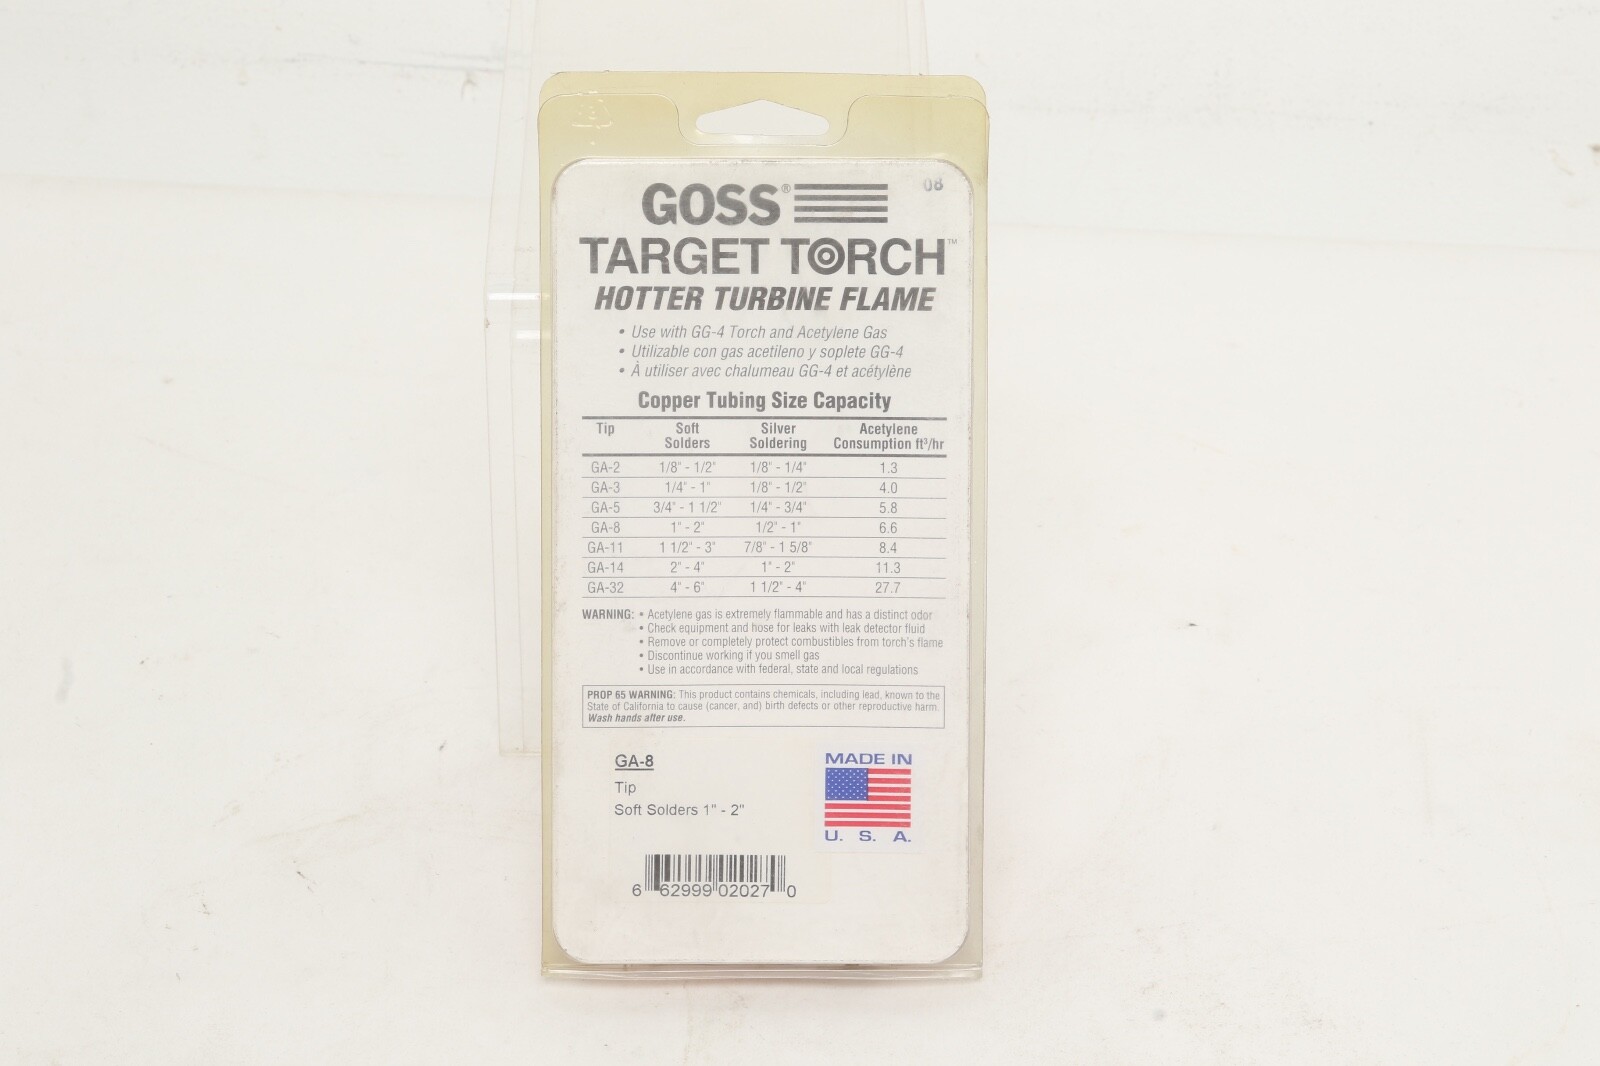 08
GOSS®
TARGET TORCH™
HOTTER TURBINE FLAME
• Use with GG-4 Torch and Acetylene Gas
• Utilizable con gas acetileno y soplete GG-4
• À utiliser avec chalumeau GG-4 et acétylène
Copper Tubing Size Capacity
Tip Soft Solders Silver Soldering Acetylene Consumption ft³/hr
GA-2 1/8" - 1/2" 1/8" - 1/4" 1.3
GA-3 1/4" - 1" 1/8" - 1/2" 4.0
GA-5 3/4" - 1 1/2" 1/4" - 3/4" 5.8
GA-8 1" - 2" 1/2" - 1" 6.6
GA-11 1 1/2" - 3" 7/8" - 1 5/8" 8.4
GA-14 2" - 4" 1" - 2" 11.3
GA-32 4" - 6" 1 1/2" - 4" 27.7
WARNING: • Acetylene gas is extremely flammable and has a distinct odor
• Check equipment and hose for leaks with leak detector fluid
• Remove or completely protect combustibles from torch's flame
• Discontinue working if you smell gas
• Use in accordance with federal, state and local regulations
PROP 65 WARNING: This product contains chemicals, including lead, known to the
State of California to cause (cancer, and) birth defects or other reproductive harm.
Wash hands after use.
GA-8
Tip
Soft Solders 1" - 2"
MADE IN
U. S. A.
6 62999 02027 0